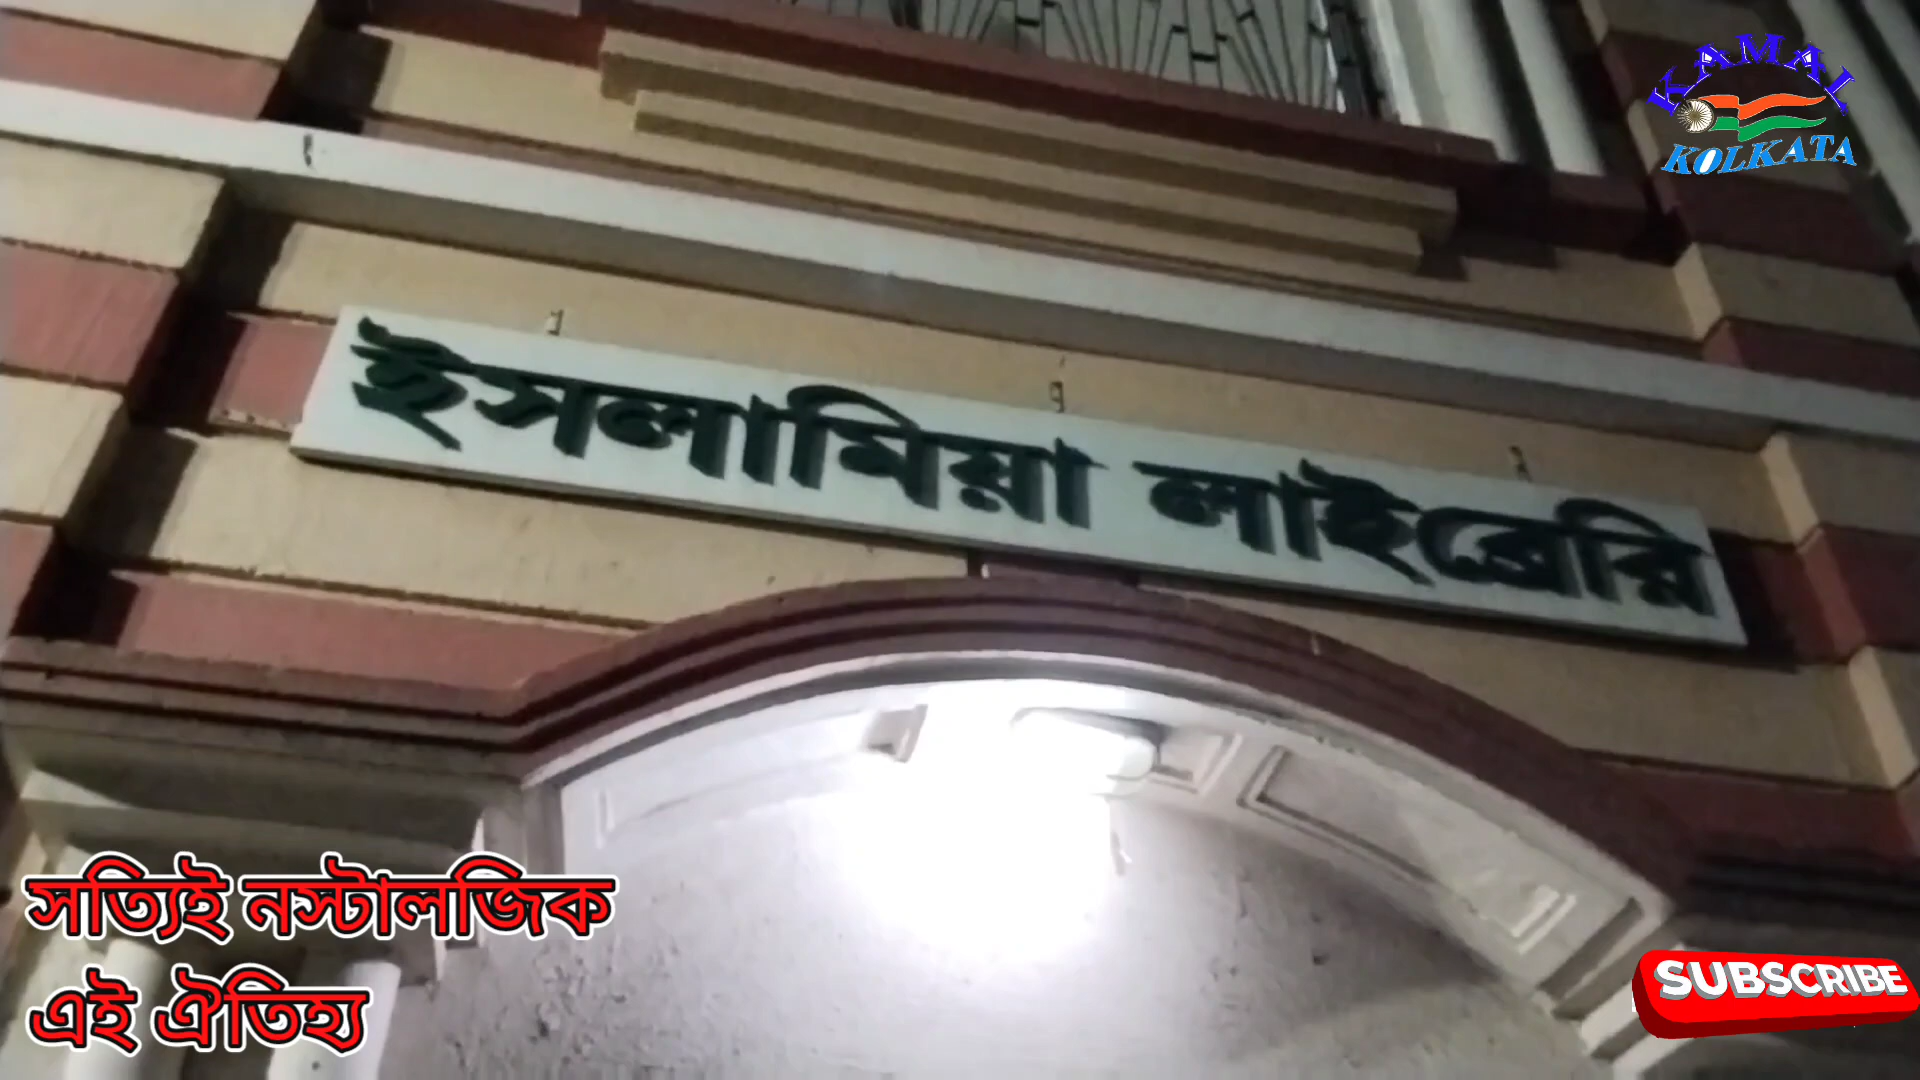 KAMAL
KOLKATA
ইসলামিয়া লাইব্রেরি
সত্যিই নস্টালজিক
এই ঐতিহ্য
SUBSCRIBE